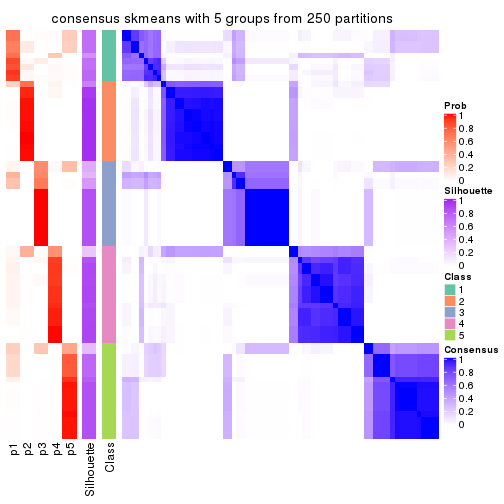 consensus skmeans with 5 groups from 250 partitions
Prob
1
0.8
0.6
0.4
0.2
0
Silhouette
1
0.8
0.6
0.4
0.2
0
Class
1
2
3
4
5
Consensus
1
0.8
0.6
0.4
0.2
0
p1
p2
p3
p4
p5
Silhouette
Class